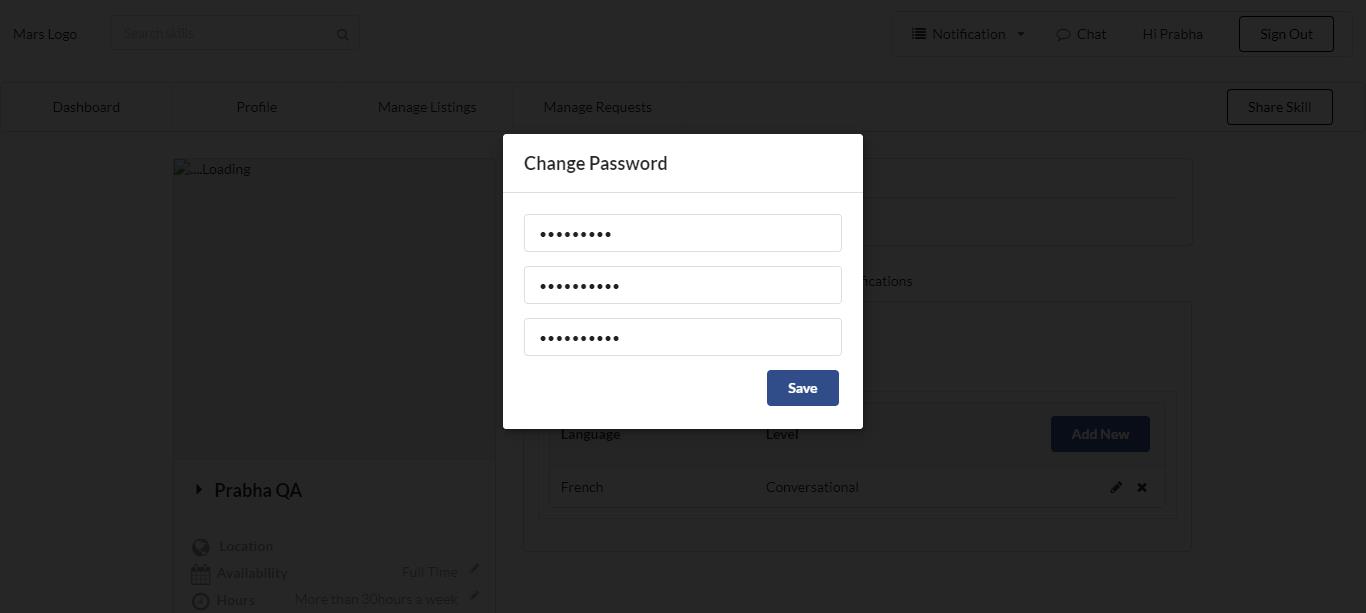 Mars Logo
Search skills
Notification
Chat
Hi Prabha
Sign Out
Dashboard
Profile
Manage Listings
Manage Requests
Share Skill
....Loading
Change Password
•••••••••
••••••••••
••••••••••
Save
fications
Language
Level
Add New
French
Conversational
Prabha QA
Location
Availability
Full Time
Hours
More than 30hours a week